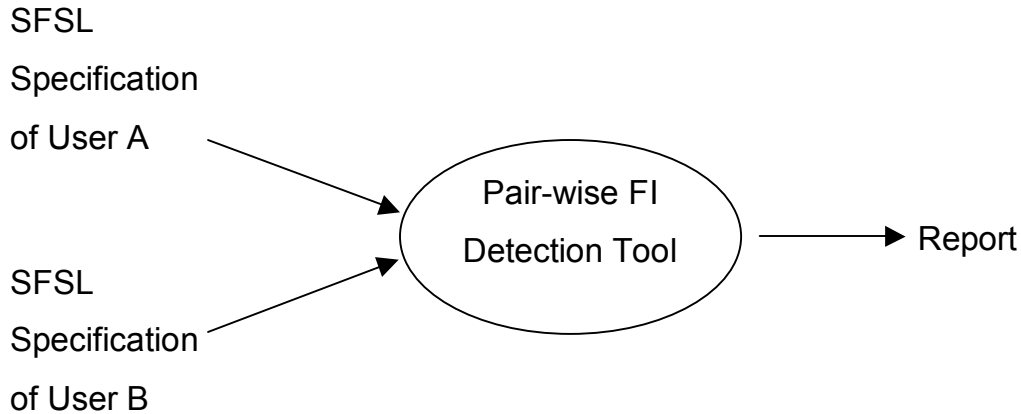 SFSL
Specification
of User A
Pair-wise FI
Detection Tool
Report
SFSL
Specification
of User B